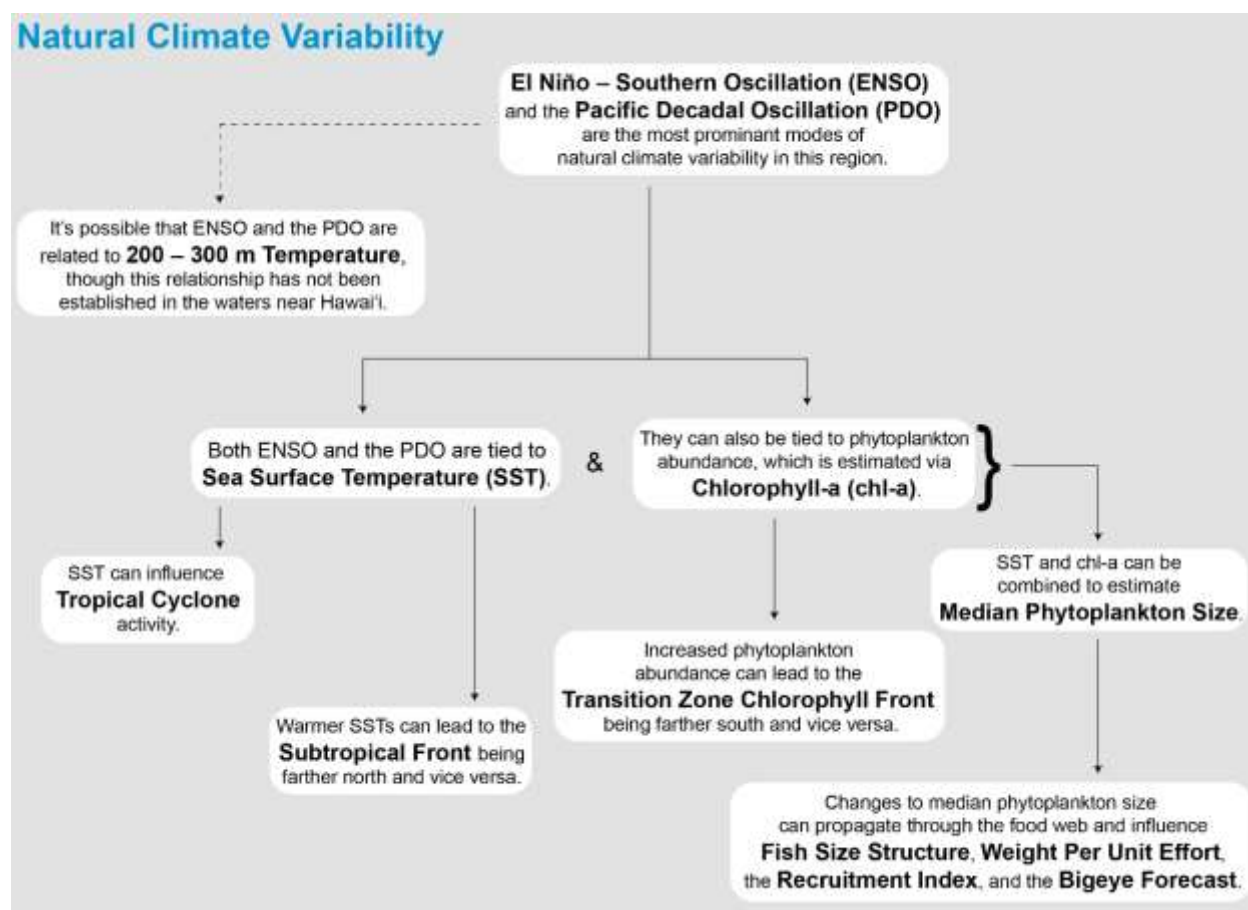 Natural Climate Variability
El Niño – Southern Oscillation (ENSO)
and the Pacific Decadal Oscillation (PDO)
are the most prominant modes of
natural climate variability in this region.
It's possible that ENSO and the PDO are
related to 200 – 300 m Temperature,
though this relationship has not been
established in the waters near Hawai'i.
Both ENSO and the PDO are tied to
Sea Surface Temperature (SST).
&
They can also be tied to phytoplankton
abundance, which is estimated via
Chlorophyll-a (chl-a).
}
SST can influence
Tropical Cyclone
activity.
SST and chl-a can be
combined to estimate
Median Phytoplankton Size.
Increased phytoplankton
abundance can lead to the
Transition Zone Chlorophyll Front
being farther south and vice versa.
Warmer SSTs can lead to the
Subtropical Front being
farther north and vice versa.
Changes to median phytoplankton size
can propagate through the food web and influence
Fish Size Structure, Weight Per Unit Effort,
the Recruitment Index, and the Bigeye Forecast.